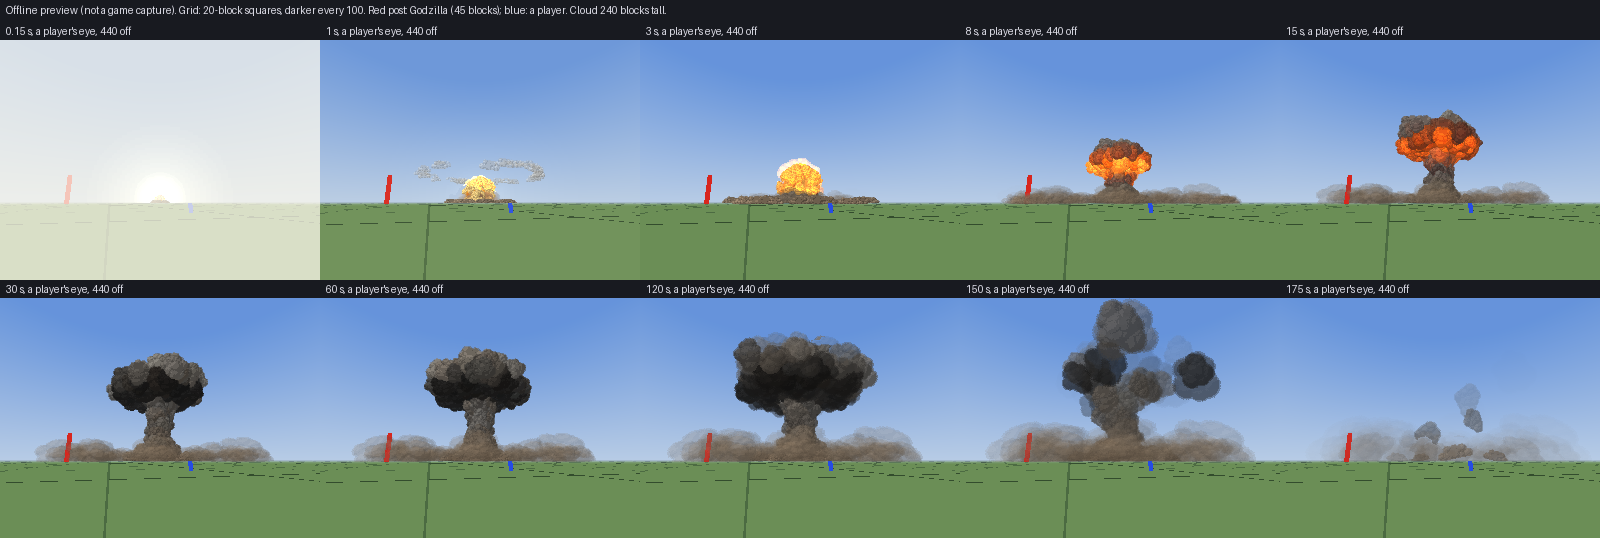 Offline preview (not a game capture). Grid: 20-block squares, darker every 100. Red post Godzilla (45 blocks); blue: a player. Cloud 240 blocks tall.
0.15 s, a player's eye, 440 off
1 s, a player's eye, 440 off
3 s, a player's eye, 440 off
8 s, a player's eye, 440 off
15 s, a player's eye, 440 off
30 s, a player's eye, 440 off
60 s, a player's eye, 440 off
120 s, a player's eye, 440 off
150 s, a player's eye, 440 off
175 s, a player's eye, 440 off